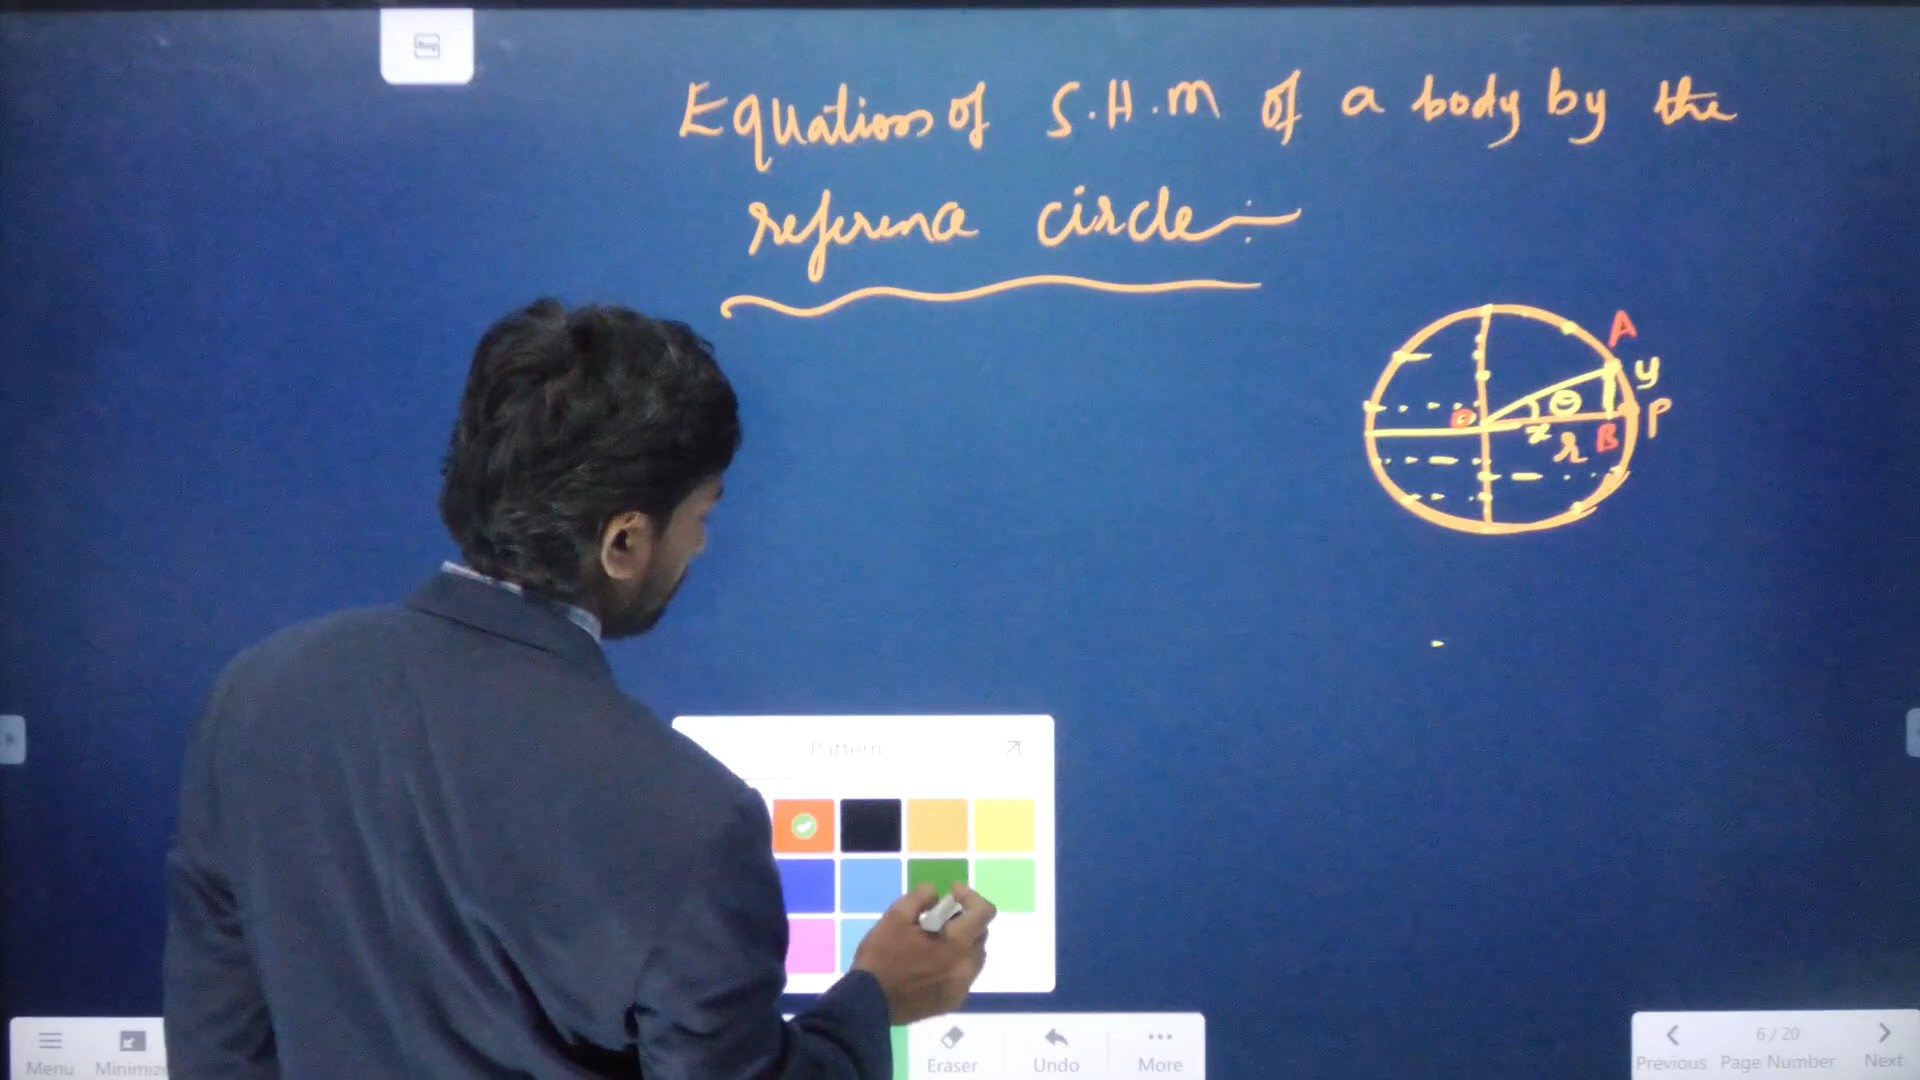 Equations of S.H.M of a body by the
reference circle:-
A
y
θ
P
O
x
B
r
Pattern
Menu
Minimize
Eraser
Undo
More
6 / 20
Previous
Page Number
Next